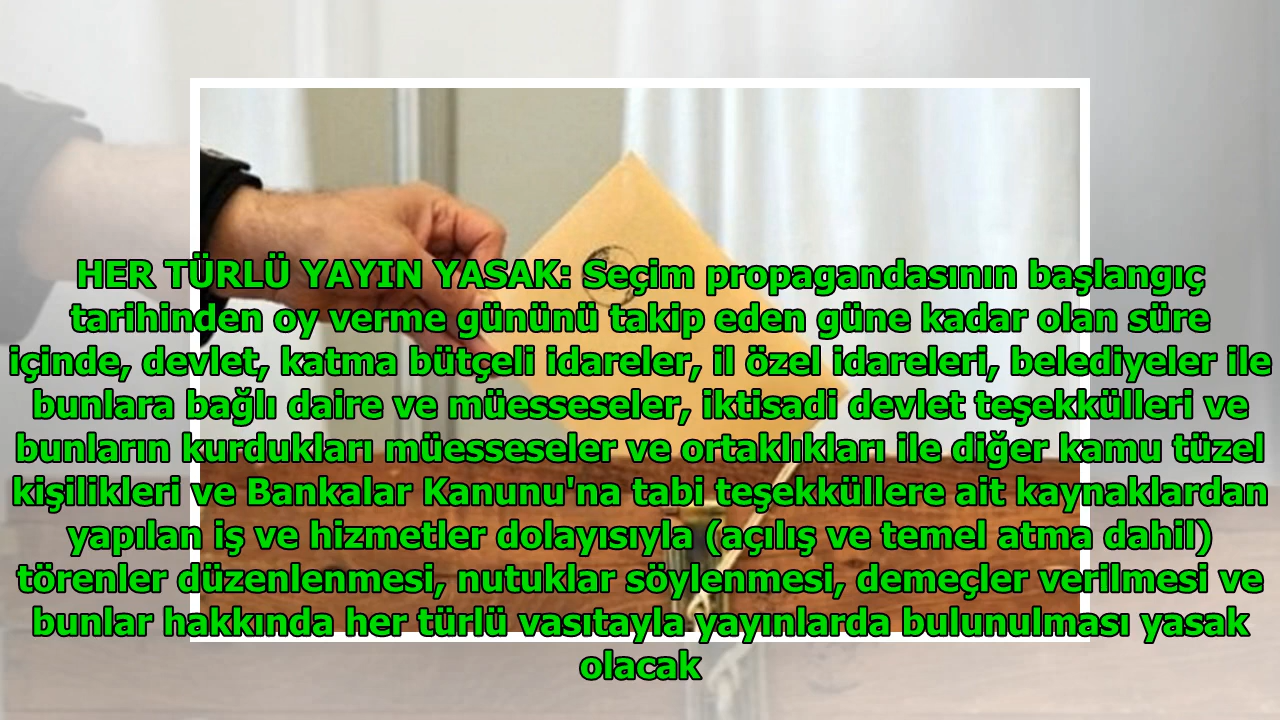 HER TÜRLÜ YAYIN YASAK: Seçim propagandasının başlangıç
tarihinden oy verme gününü takip eden güne kadar olan süre
içinde, devlet, katma bütçeli idareler, il özel idareleri, belediyeler ile
bunlara bağlı daire ve müesseseler, iktisadi devlet teşekkülleri ve
bunların kurdukları müesseseler ve ortaklıkları ile diğer kamu tüzel
kişilikleri ve Bankalar Kanunu'na tabi teşekküllere ait kaynaklardan
yapılan iş ve hizmetler dolayısıyla (açılış ve temel atma dahil)
törenler düzenlenmesi, nutuklar söylenmesi, demeçler verilmesi ve
bunlar hakkında her türlü vasıtayla yayınlarda bulunulması yasak
olacak